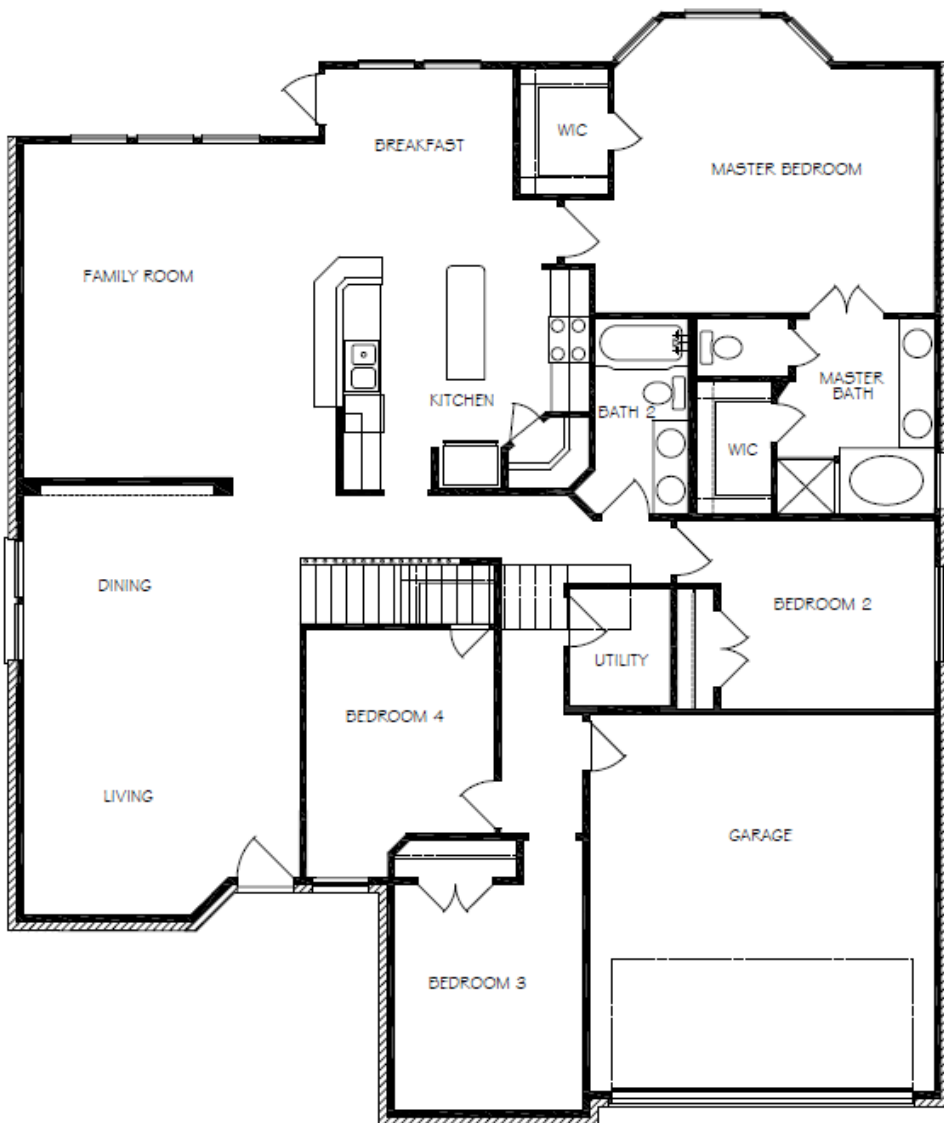 WIC
BREAKFAST
MASTER BEDROOM
FAMILY ROOM
MASTER
BATH
KITCHEN
BATH 2
WIC
DINING
BEDROOM 2
UTILITY
BEDROOM 4
LIVING
GARAGE
BEDROOM 3